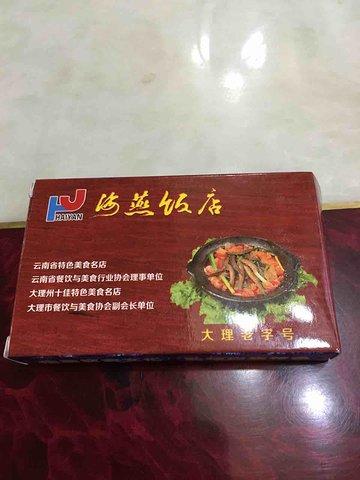 HAIYAN
海燕饭店
云南省特色美食名店
云南省餐饮与美食行业协会理事单位
大理州十佳特色美食名店
大理市餐饮与美食协会副会长单位
大理老字号